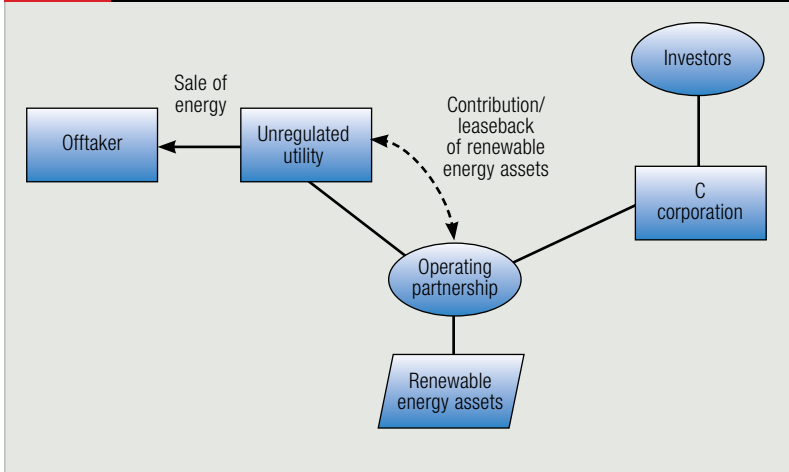 Investors
Sale of
energy
Contribution/
leaseback
of renewable
energy assets
Offtaker
Unregulated
utility
C
corporation
Operating
partnership
Renewable
energy assets